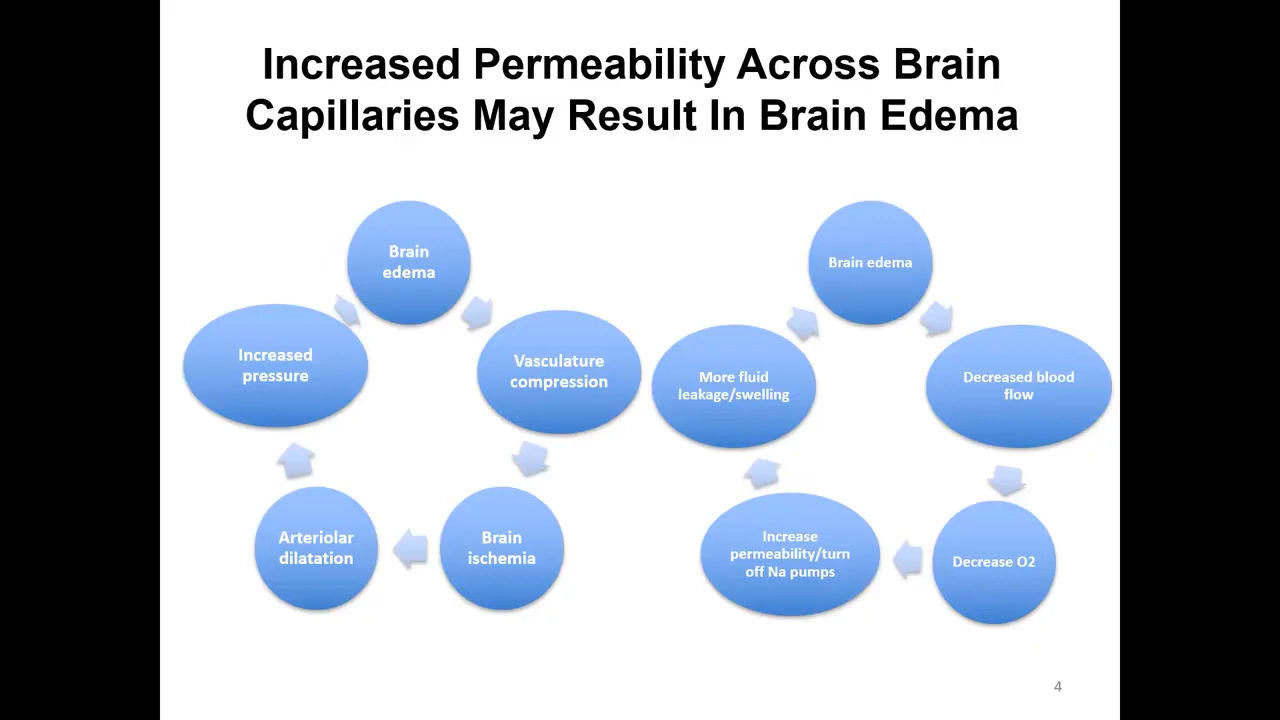 Increased Permeability Across Brain
Capillaries May Result In Brain Edema
Brain
edema
Vasculature
compression
Brain
ischemia
Arteriolar
dilatation
Increased
pressure
Brain edema
Decreased blood
flow
Decrease O2
Increase
permeability/turn
off Na pumps
More fluid
leakage/swelling
4